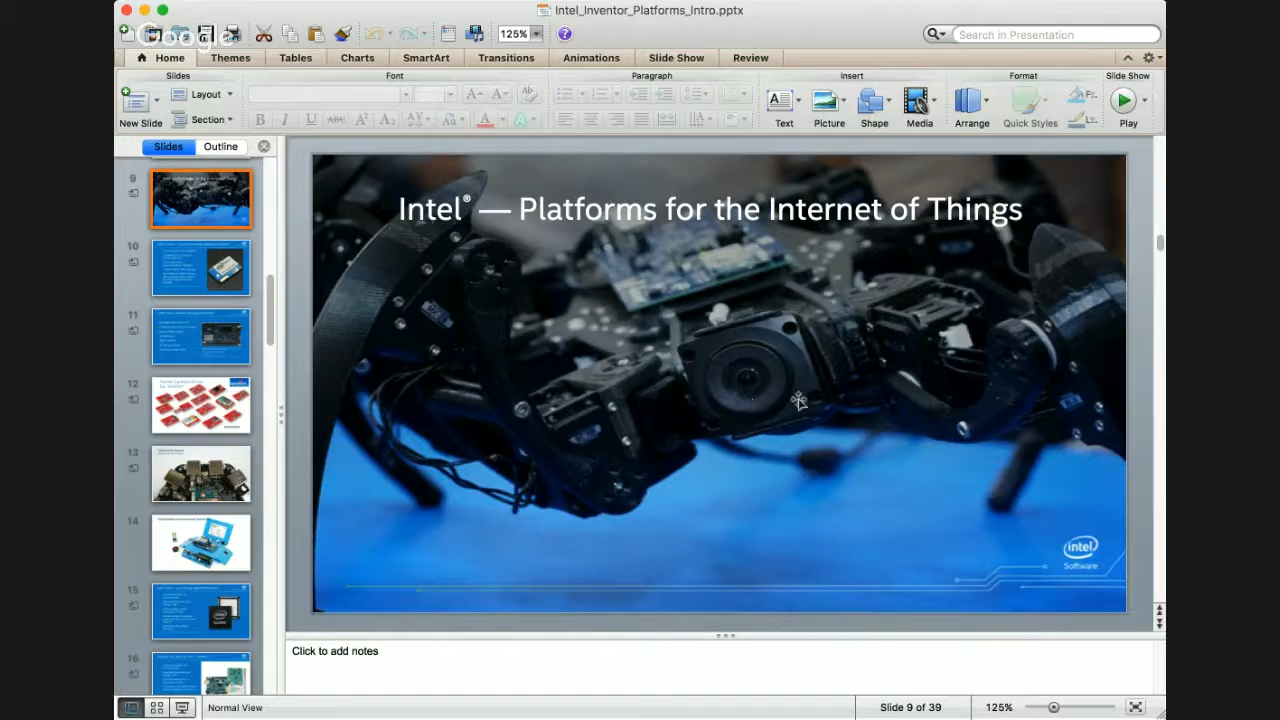 Intel_Inventor_Platforms_Intro.pptx
Google
125%
Search in Presentation
Home
Themes
Tables
Charts
SmartArt
Transitions
Animations
Slide Show
Review
Slides
Font
Paragraph
Insert
Format
Slide Show
New Slide
Layout
Section
Text
Picture
Shape
Media
Arrange
Quick Styles
Play
Slides
Outline
9
10
11
12
13
14
15
16
Intel® — Platforms for the Internet of Things
intel
Software
Click to add notes
Normal View
Slide 9 of 39
125%